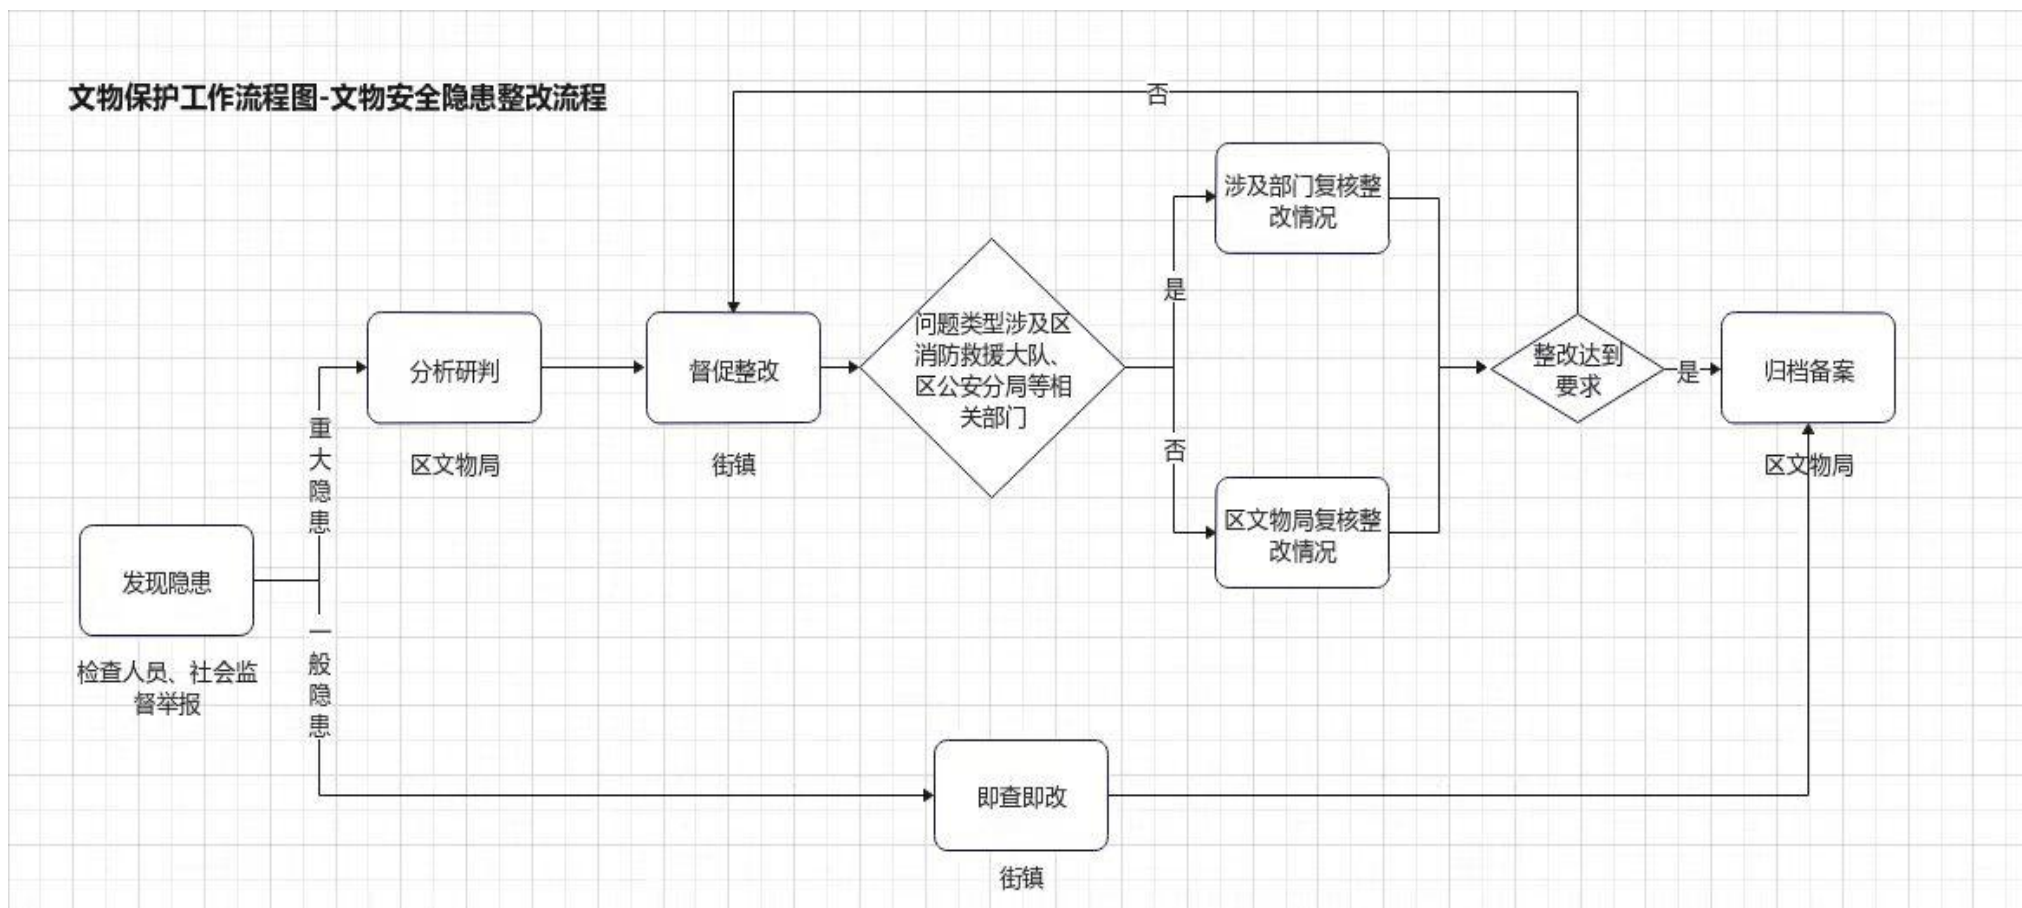 文物保护工作流程图-文物安全隐患整改流程
否
涉及部门复核整
改情况
是
问题类型涉及区
消防救援大队、
区公安分局等相
关部门
分析研判
督促整改
整改达到
要求
是
归档备案
重大隐患
区文物局
街镇
否
区文物局
区文物局复核整
改情况
发现隐患
检查人员、社会监
督举报
一般隐患
即查即改
街镇